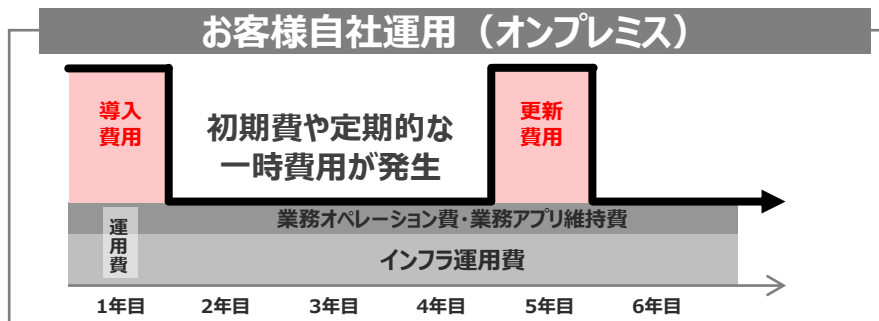 お客様自社運用（オンプレミス）
導入
費用
初期費や定期的な
一時費用が発生
更新
費用
運用費
業務オペレーション費・業務アプリ維持費
インフラ運用費
1年目 2年目 3年目 4年目 5年目 6年目